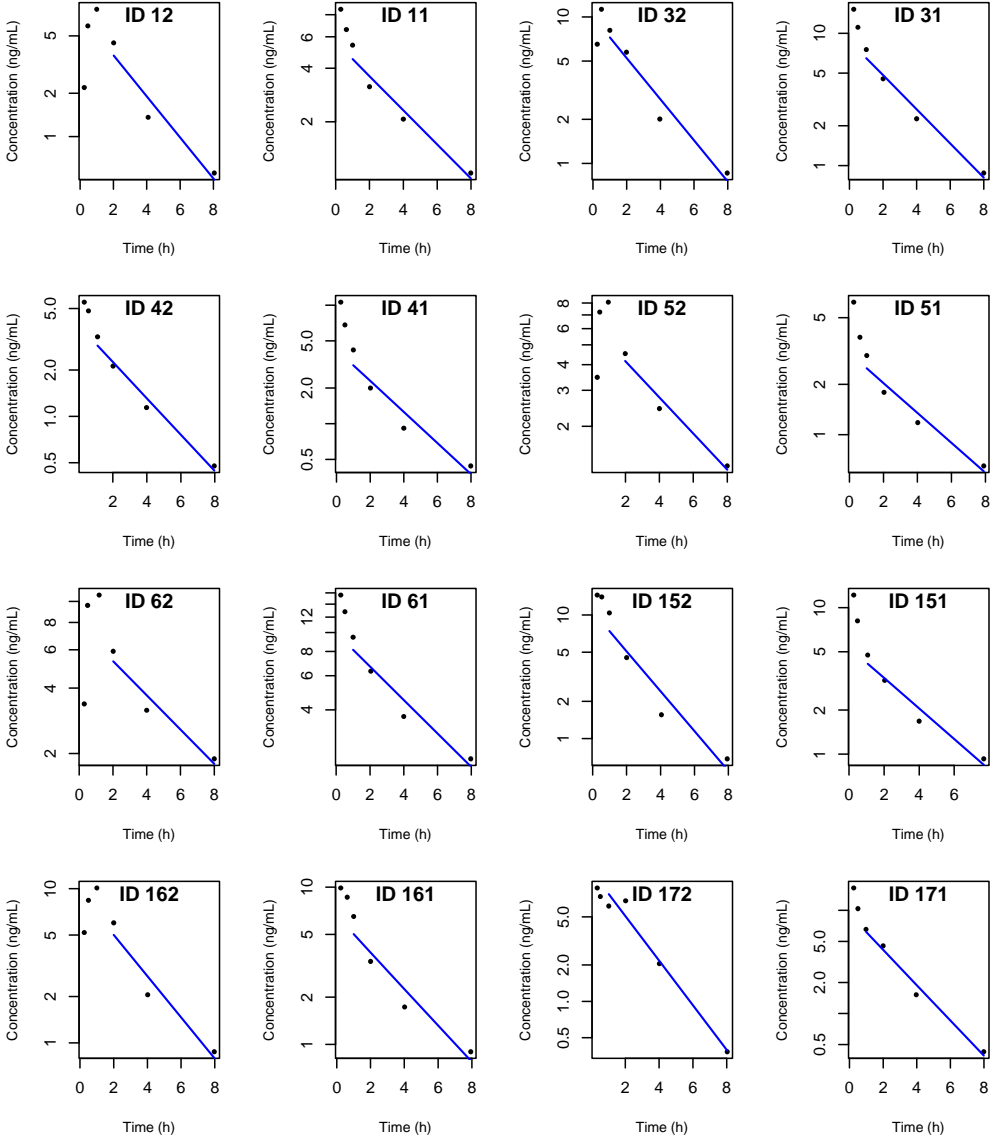 ID 12
Concentration (ng/mL)
5
2
1
0 2 4 6 8
Time (h)
ID 11
Concentration (ng/mL)
6
4
2
0 2 4 6 8
Time (h)
ID 32
Concentration (ng/mL)
10
5
2
1
0 2 4 6 8
Time (h)
ID 31
Concentration (ng/mL)
10
5
2
1
0 2 4 6 8
Time (h)
ID 42
Concentration (ng/mL)
5.0
2.0
1.0
0.5
2 4 6 8
Time (h)
ID 41
Concentration (ng/mL)
5.0
2.0
0.5
0 2 4 6 8
Time (h)
ID 52
Concentration (ng/mL)
8
6
4
3
2
2 4 6 8
Time (h)
ID 51
Concentration (ng/mL)
5
2
1
0 2 4 6 8
Time (h)
ID 62
Concentration (ng/mL)
8
6
4
2
0 2 4 6 8
Time (h)
ID 61
Concentration (ng/mL)
12
8
6
4
0 2 4 6 8
Time (h)
ID 152
Concentration (ng/mL)
10
5
2
1
0 2 4 6 8
Time (h)
ID 151
Concentration (ng/mL)
10
5
2
1
0 2 4 6
Time (h)
ID 162
Concentration (ng/mL)
10
5
1
0 2 4 6 8
Time (h)
ID 161
Concentration (ng/mL)
10
5
2
1
0 2 4 6 8
Time (h)
ID 172
Concentration (ng/mL)
5.0
2.0
1.0
0.5
2 4 6 8
Time (h)
ID 171
Concentration (ng/mL)
5.0
2.0
0.5
0 2 4 6 8
Time (h)